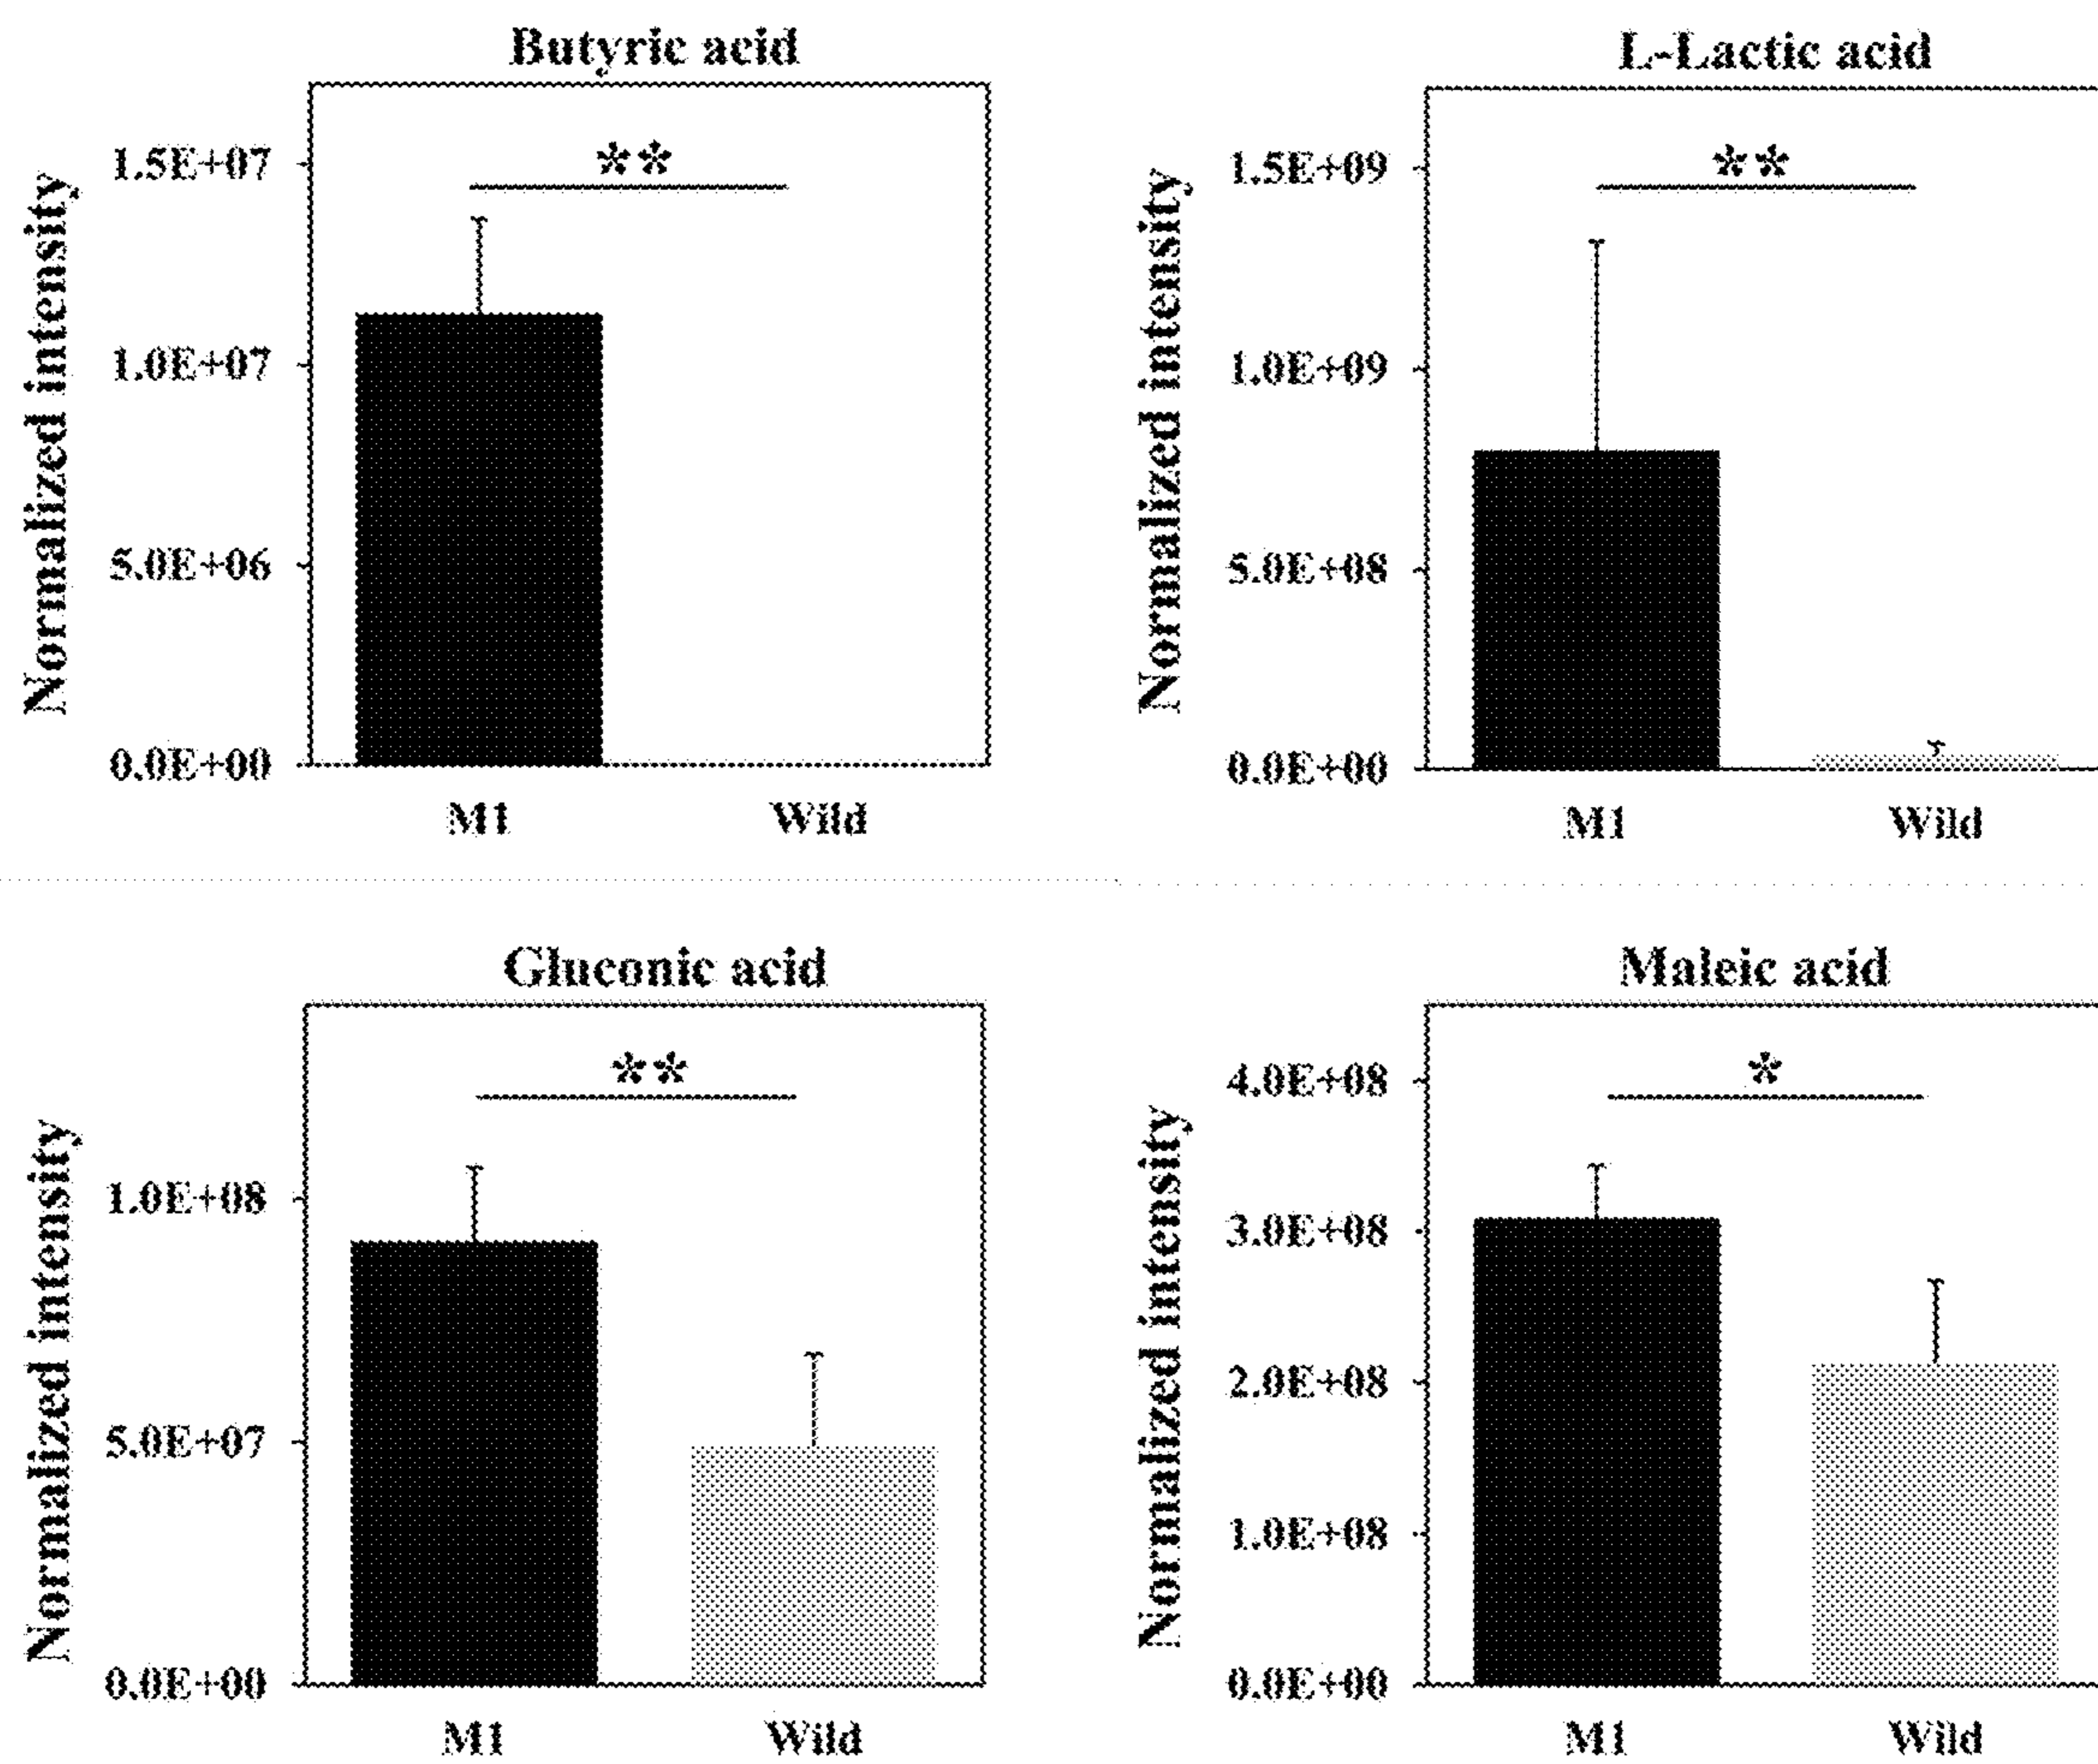 Butyric acid
Normalized intensity
1.5E+07
1.0E+07
5.0E+06
0.0E+00
**
M1 Wild
L-Lactic acid
Normalized intensity
1.5E+09
1.0E+09
5.0E+08
0.0E+00
**
M1 Wild
Gluconic acid
Normalized intensity
1.0E+08
5.0E+07
0.0E+00
**
M1 Wild
Maleic acid
Normalized intensity
4.0E+08
3.0E+08
2.0E+08
1.0E+08
0.0E+00
*
M1 Wild